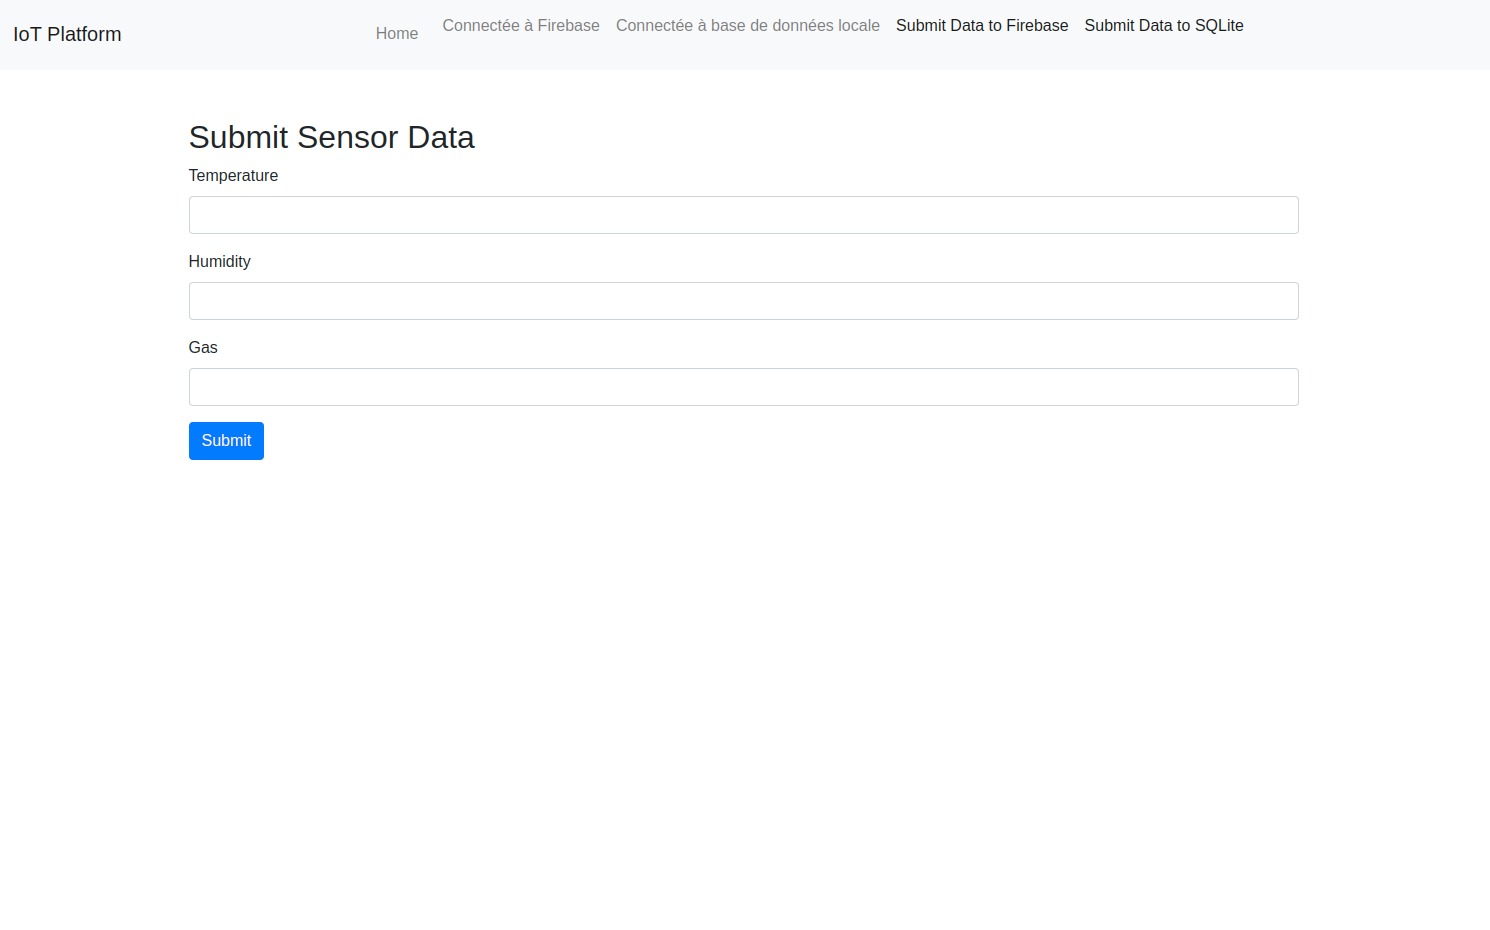 IoT Platform
Home
Connectée à Firebase
Connectée à base de données locale
Submit Data to Firebase
Submit Data to SQLite
Submit Sensor Data
Temperature
Humidity
Gas
Submit